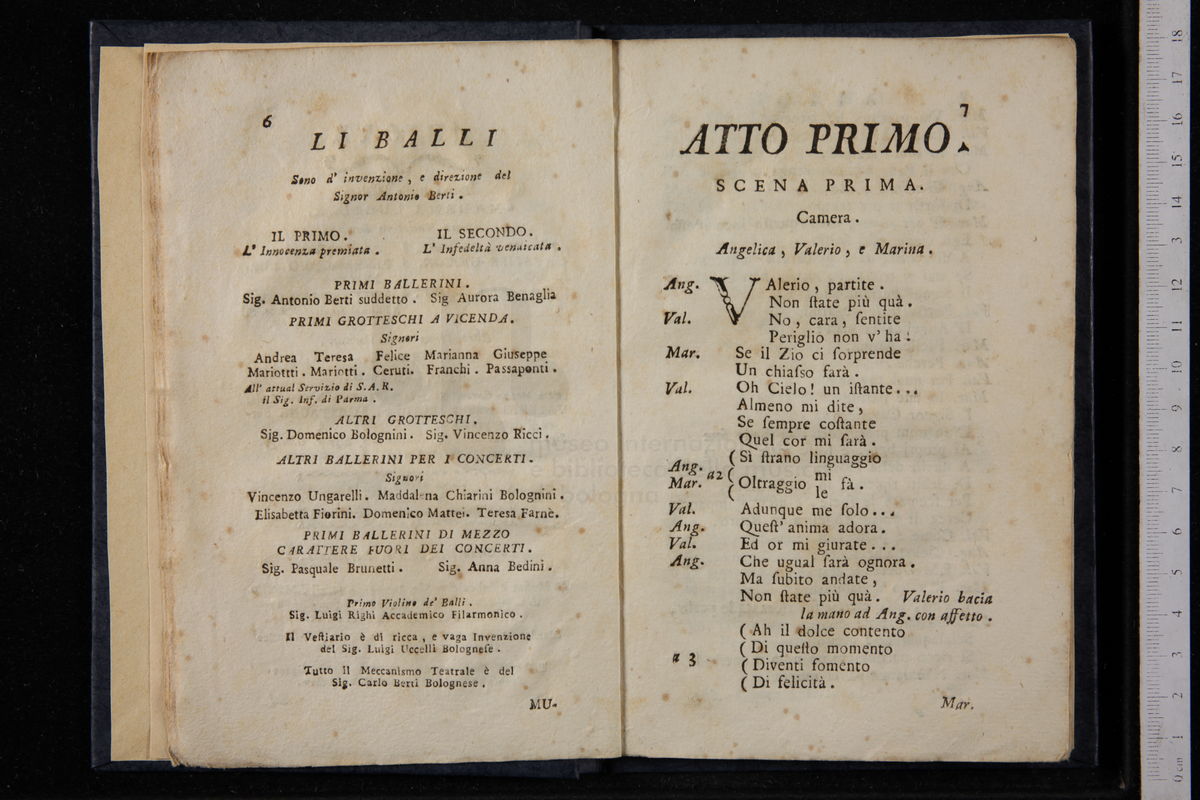 6
LI BALLI
Sono d' invenzione, e direzione del
Signor Antonio Berti.
IL PRIMO. IL SECONDO.
L' Innocenza premiata. L' Infedeltà vendicata.
PRIMI BALLERINI.
Sig. Antonio Berti suddetto. Sig Aurora Benaglia
PRIMI GROTTESCHI A VICENDA.
Signori
Andrea Teresa Felice Marianna Giuseppe
Mariottti. Mariotti. Ceruti. Franchi. Passaponti.
All' attual Servizio di S.A.R.
il Sig. Inf. di Parma.
ALTRI GROTTESCHI.
Sig. Domenico Bolognini. Sig. Vincenzo Ricci.
ALTRI BALLERINI PER I CONCERTI.
Signori
Vincenzo Ungarelli. Maddalena Chiarini Bolognini.
Elisabetta Fiorini. Domenico Mattei. Teresa Farnè.
PRIMI BALLERINI DI MEZZO
CARATTERE FUORI DEI CONCERTI.
Sig. Pasquale Brunetti. Sig. Anna Bedini.
Primo Violino de' Balli.
Sig. Luigi Righi Accademico Filarmonico.
Il Veſtiario è di ricca, e vaga Invenzione
del Sig. Luigi Uccelli Bologneſe.
Tutto il Meccanismo Teatrale è del
Sig. Carlo Berti Bolognese.
MU-
7
ATTO PRIMO.
SCENA PRIMA.
Camera.
Angelica, Valerio, e Marina.
Ang. VAlerio, partite.
Non ſtate più quà.
Val. No, cara, ſentite
Periglio non v' ha:
Mar. Se il Zio ci ſorprende
Un chiaſso farà.
Val. Oh Cielo! un iſtante...
Almeno mi dite,
Se ſempre coſtante
Quel cor mi ſarà.
Ang. (Sì ſtrano linguaggio
Mar. a2 (Oltraggio mi le fà.
Val. Adunque me ſolo...
Ang. Queſt' anima adora.
Val. Ed or mi giurate...
Ang. Che ugual ſarà ognora.
Ma ſubito andate,
Non ſtate più quà. Valerio bacia
la mano ad Ang. con affetto.
(Ah il dolce contento
(Di queſto momento
a 3 (Diventi fomento
(Di felicità.
Mar.